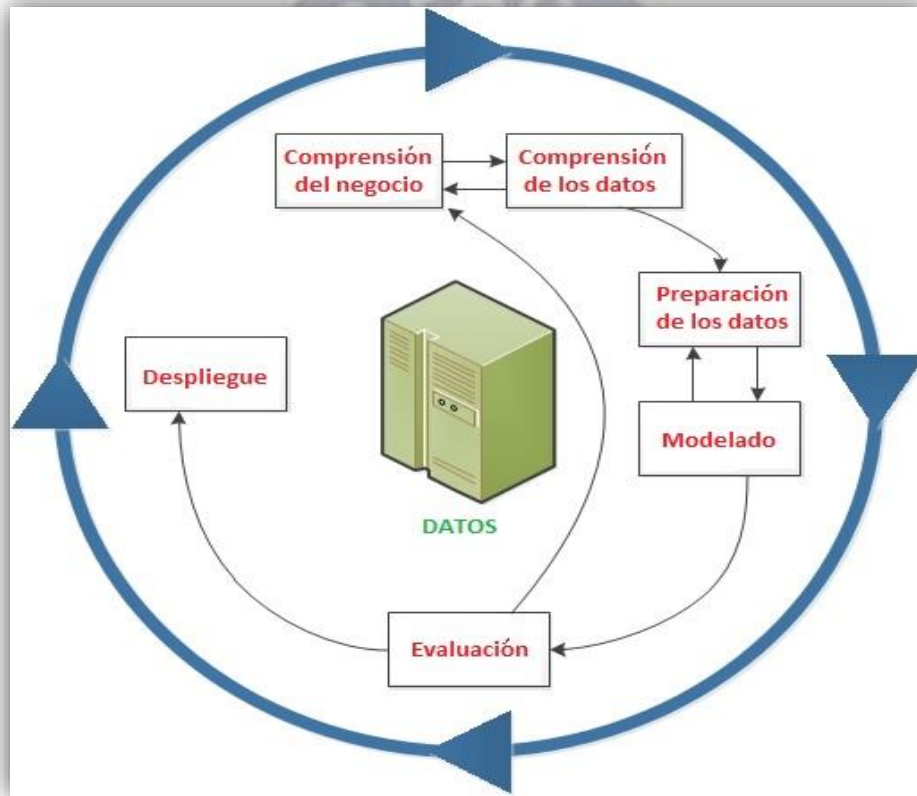 Comprensión
del negocio
Comprensión
de los datos
Preparación
de los datos
Despliegue
Modelado
DATOS
Evaluación